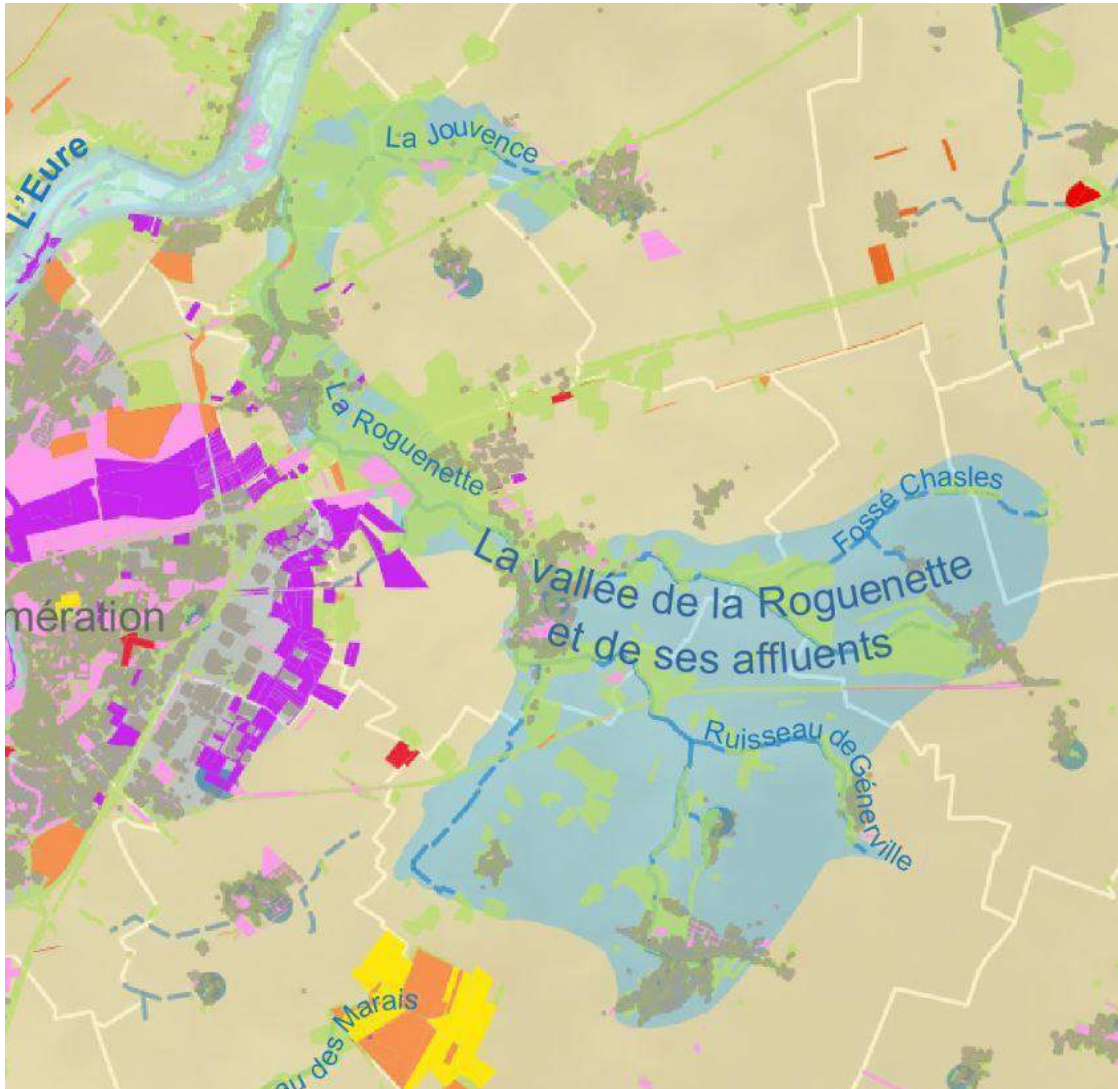 La Jouvence
L'Eure
La Roguenette
Fossé Chasles
La vallée de la Roguenette
et de ses affluents
mération
Ruisseau de Génerville
au des Marais